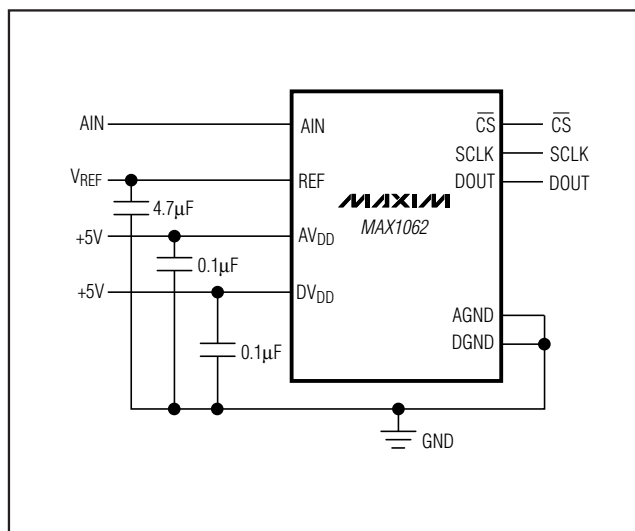 AIN
AIN
CS
CS
SCLK
SCLK
VREF
REF
DOUT
DOUT
4.7µF
MAXIM
MAX1062
+5V
AVDD
0.1µF
+5V
DVDD
AGND
DGND
0.1µF
GND